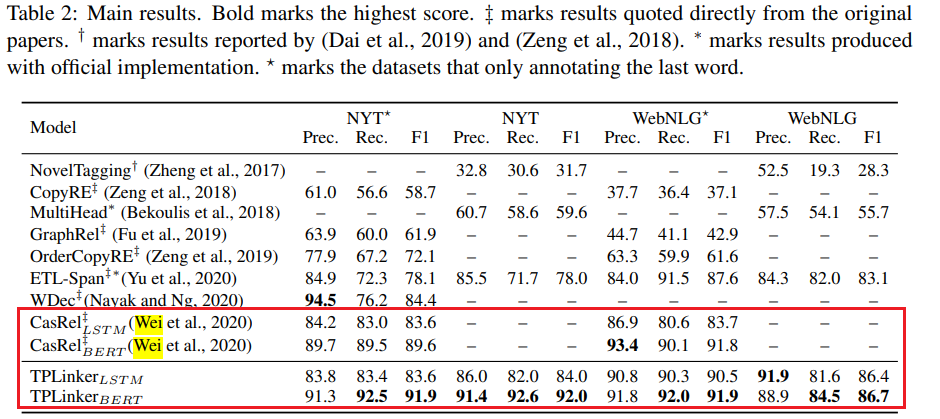 Table 2: Main results. Bold marks the highest score. ‡ marks results quoted directly from the original
papers. † marks results reported by (Dai et al., 2019) and (Zeng et al., 2018). * marks results produced
with official implementation. ⋆ marks the datasets that only annotating the last word.
Model NYT⋆ NYT WebNLG⋆ WebNLG
Prec. Rec. F1 Prec. Rec. F1 Prec. Rec. F1 Prec. Rec. F1
NovelTagging† (Zheng et al., 2017) – – – 32.8 30.6 31.7 – – – 52.5 19.3 28.3
CopyRE‡ (Zeng et al., 2018) 61.0 56.6 58.7 – – – 37.7 36.4 37.1 – – –
MultiHead* (Bekoulis et al., 2018) – – – 60.7 58.6 59.6 – – – 57.5 54.1 55.7
GraphRel‡ (Fu et al., 2019) 63.9 60.0 61.9 – – – 44.7 41.1 42.9 – – –
OrderCopyRE‡ (Zeng et al., 2019) 77.9 67.2 72.1 – – – 63.3 59.9 61.6 – – –
ETL-Span‡* (Yu et al., 2020) 84.9 72.3 78.1 85.5 71.7 78.0 84.0 91.5 87.6 84.3 82.0 83.1
WDec‡ (Nayak and Ng, 2020) 94.5 76.2 84.4 – – – – – – – – –
CasRel‡LSTM (Wei et al., 2020) 84.2 83.0 83.6 – – – 86.9 80.6 83.7 – – –
CasRel‡BERT (Wei et al., 2020) 89.7 89.5 89.6 – – – 93.4 90.1 91.8 – – –
TPLinkerLSTM 83.8 83.4 83.6 86.0 82.0 84.0 90.8 90.3 90.5 91.9 81.6 86.4
TPLinkerBERT 91.3 92.5 91.9 91.4 92.6 92.0 91.8 92.0 91.9 88.9 84.5 86.7